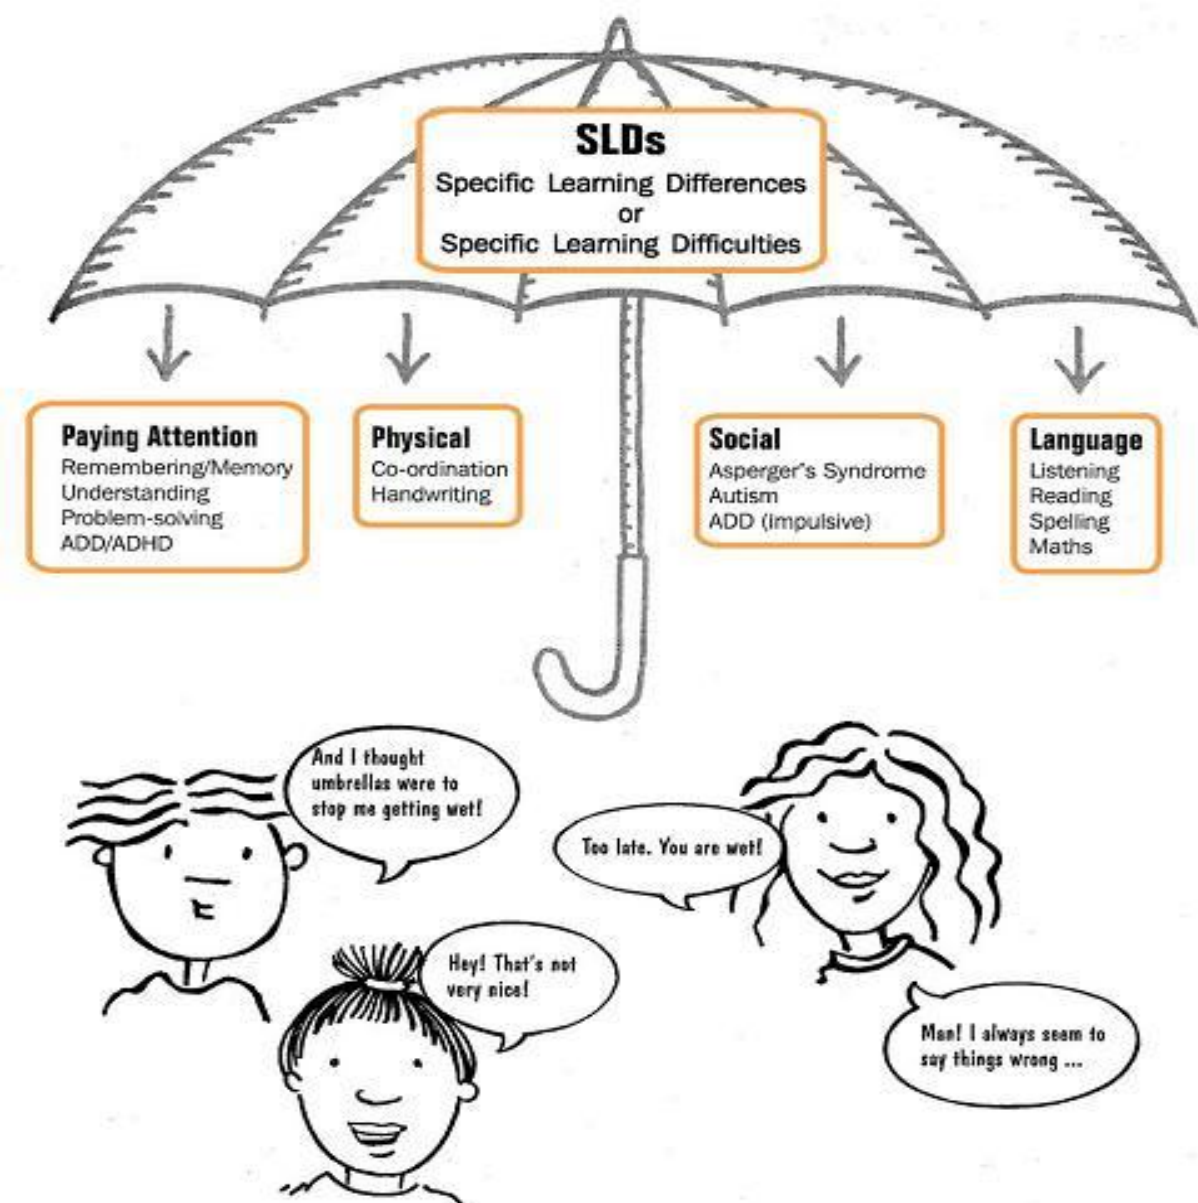 SLDs
Specific Learning Differences
or
Specific Learning Difficulties
Paying Attention
Remembering/Memory
Understanding
Problem-solving
ADD/ADHD
Physical
Co-ordination
Handwriting
Social
Asperger's Syndrome
Autism
ADD (impulsive)
Language
Listening
Reading
Spelling
Maths
And I thought
umbrellas were to
stop me getting wet!
Too late. You are wet!
Hey! That's not
very nice!
Man! I always seem to
say things wrong ...